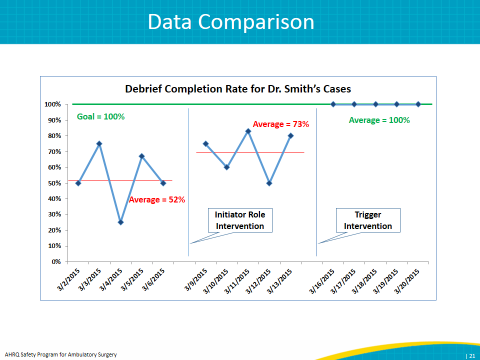 Data Comparison
Debrief Completion Rate for Dr. Smith's Cases
100%
90%
80%
70%
60%
50%
40%
30%
20%
10%
0%
Goal = 100%
Average = 52%
Average = 73%
Average = 100%
Initiator Role
Intervention
Trigger
Intervention
3/2/2015
3/3/2015
3/4/2015
3/5/2015
3/6/2015
3/9/2015
3/10/2015
3/11/2015
3/12/2015
3/13/2015
3/16/2015
3/17/2015
3/18/2015
3/19/2015
3/20/2015
AHRQ Safety Program for Ambulatory Surgery
| 21